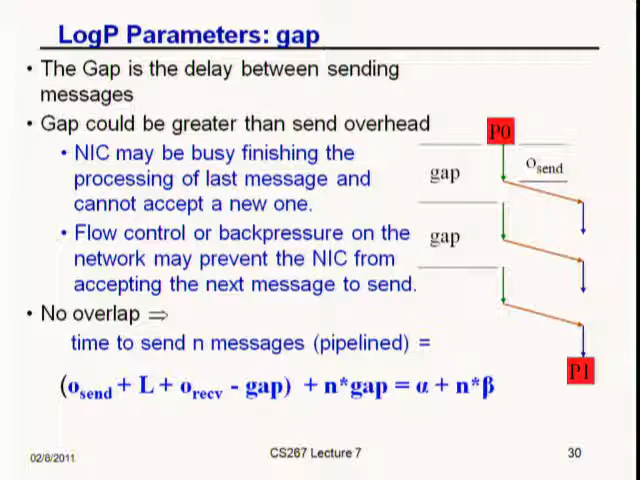 LogP Parameters: gap
• The Gap is the delay between sending
messages
• Gap could be greater than send overhead
• NIC may be busy finishing the
processing of last message and
cannot accept a new one.
• Flow control or backpressure on the
network may prevent the NIC from
accepting the next message to send.
• No overlap ⇒
time to send n messages (pipelined) =
(osend + L + orecv - gap) + n*gap = α + n*β
P0
osend
gap
gap
P1
02/8/2011
CS267 Lecture 7
30